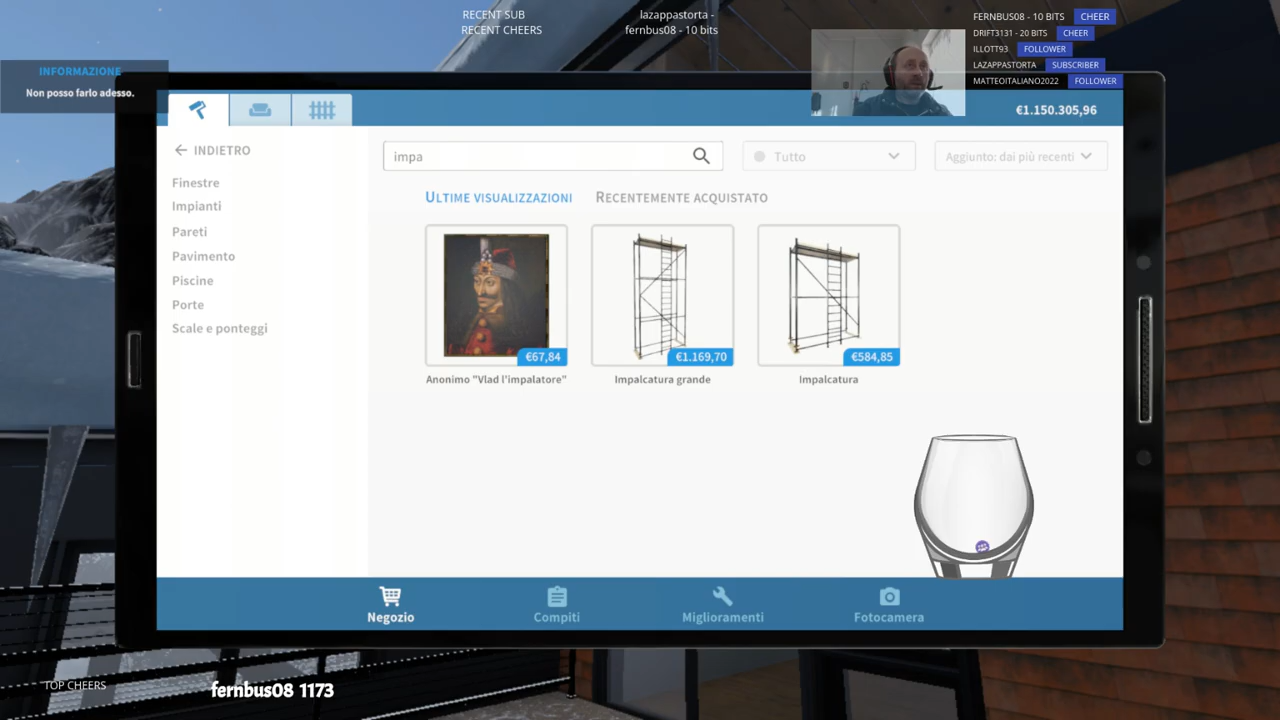 RECENT SUB
lazappastorta -
RECENT CHEERS
fernbus08 - 10 bits
FERNBUS08 - 10 BITS CHEER
DRIFT3131 - 20 BITS CHEER
ILLOTT93 FOLLOWER
LAZAPPASTORTA SUBSCRIBER
MATTEOITALIANO2022 FOLLOWER
INFORMAZIONE
Non posso farlo adesso.
€1.150.305,96
INDIETRO
impa
Tutto
Aggiunto: dai più recenti
Finestre
Impianti
Pareti
Pavimento
Piscine
Porte
Scale e ponteggi
ULTIME VISUALIZZAZIONI
RECENTEMENTE ACQUISTATO
€67,84
€1.169,70
€584,85
Anonimo "Vlad l'impalatore"
Impalcatura grande
Impalcatura
Negozio
Compiti
Miglioramenti
Fotocamera
TOP CHEERS
fernbus08 1173